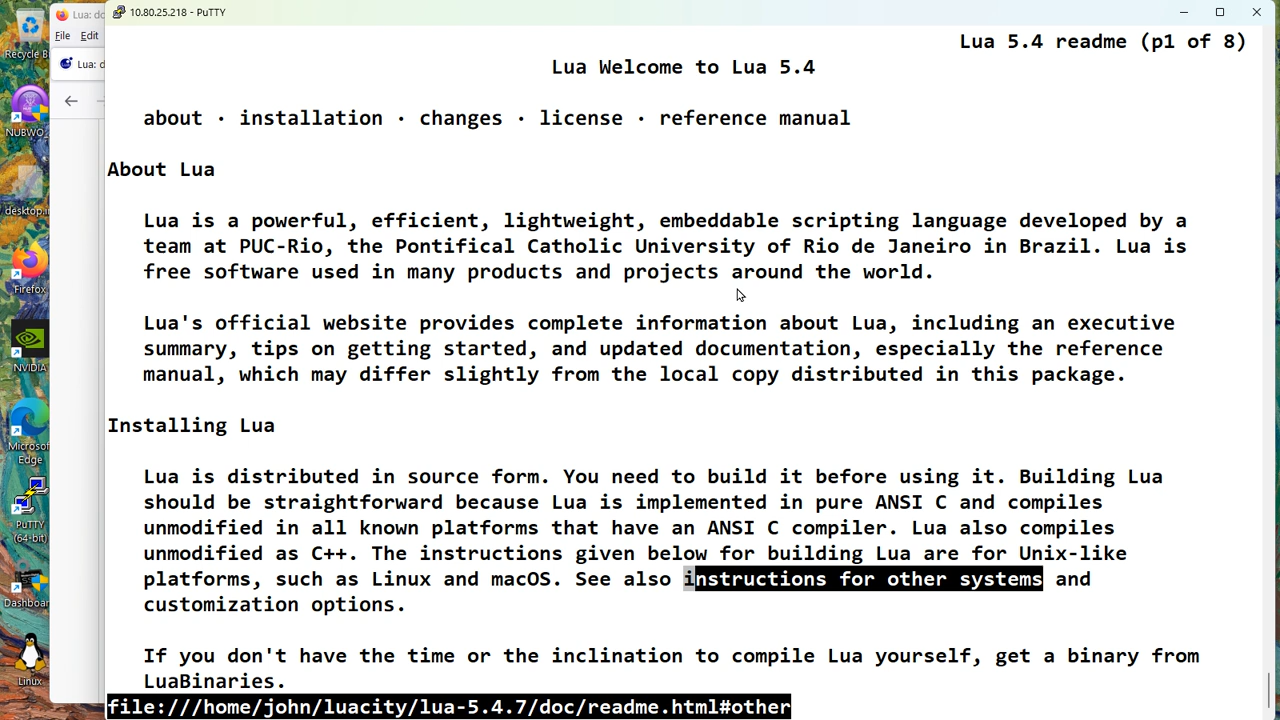 10.80.25.218 - PuTTY
Lua: do
File Edit
Lua: d
Recycle B
NUBWO
desktop.i
Firefox
NVIDIA
Microsof
Edge
PuTTY
(64-bit)
Dashboar
Linux
Lua 5.4 readme (p1 of 8)
Lua Welcome to Lua 5.4
about · installation · changes · license · reference manual
About Lua
Lua is a powerful, efficient, lightweight, embeddable scripting language developed by a
team at PUC-Rio, the Pontifical Catholic University of Rio de Janeiro in Brazil. Lua is
free software used in many products and projects around the world.
Lua's official website provides complete information about Lua, including an executive
summary, tips on getting started, and updated documentation, especially the reference
manual, which may differ slightly from the local copy distributed in this package.
Installing Lua
Lua is distributed in source form. You need to build it before using it. Building Lua
should be straightforward because Lua is implemented in pure ANSI C and compiles
unmodified in all known platforms that have an ANSI C compiler. Lua also compiles
unmodified as C++. The instructions given below for building Lua are for Unix-like
platforms, such as Linux and macOS. See also instructions for other systems and
customization options.
If you don't have the time or the inclination to compile Lua yourself, get a binary from
LuaBinaries.
file:///home/john/luacity/lua-5.4.7/doc/readme.html#other